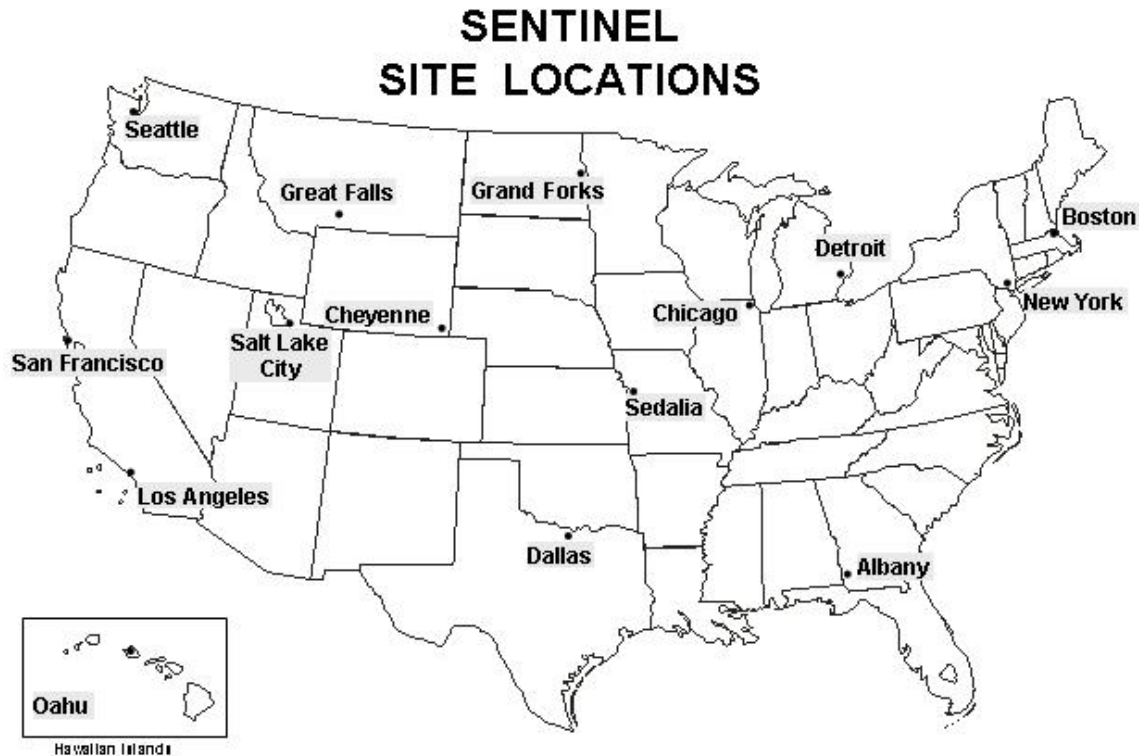 SENTINEL
SITE LOCATIONS
Seattle
Great Falls
Grand Forks
Boston
Detroit
New York
Chicago
Cheyenne
Salt Lake
City
San Francisco
Sedalia
Los Angeles
Dallas
Albany
Oahu
Hawaiian Islands